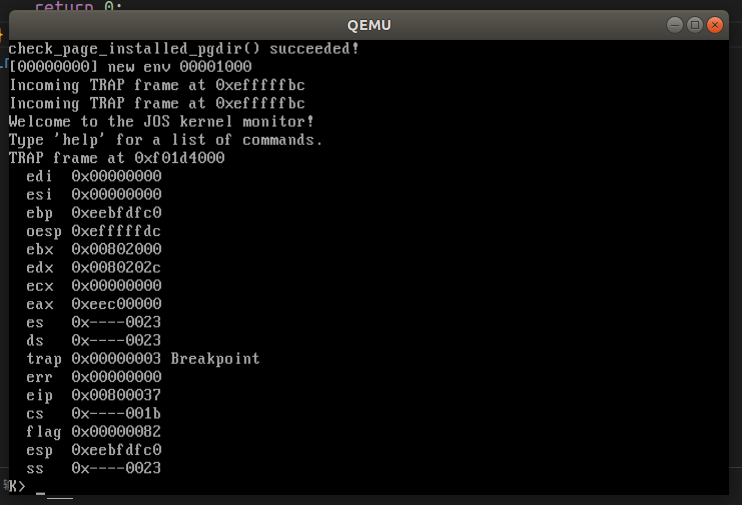 return 0;
QEMU
check_page_installed_pgdir() succeeded!
[00000000] new env 00001000
Incoming TRAP frame at 0xefffffbc
Incoming TRAP frame at 0xefffffbc
Welcome to the JOS kernel monitor!
Type 'help' for a list of commands.
TRAP frame at 0xf01d4000
edi 0x00000000
esi 0x00000000
ebp 0xeebfdfc0
oesp 0xefffffdc
ebx 0x00802000
edx 0x0080202c
ecx 0x00000000
eax 0xeec00000
es 0x----0023
ds 0x----0023
trap 0x00000003 Breakpoint
err 0x00000000
eip 0x00800037
cs 0x----001b
flag 0x00000082
esp 0xeebfdfc0
ss 0x----0023
K>